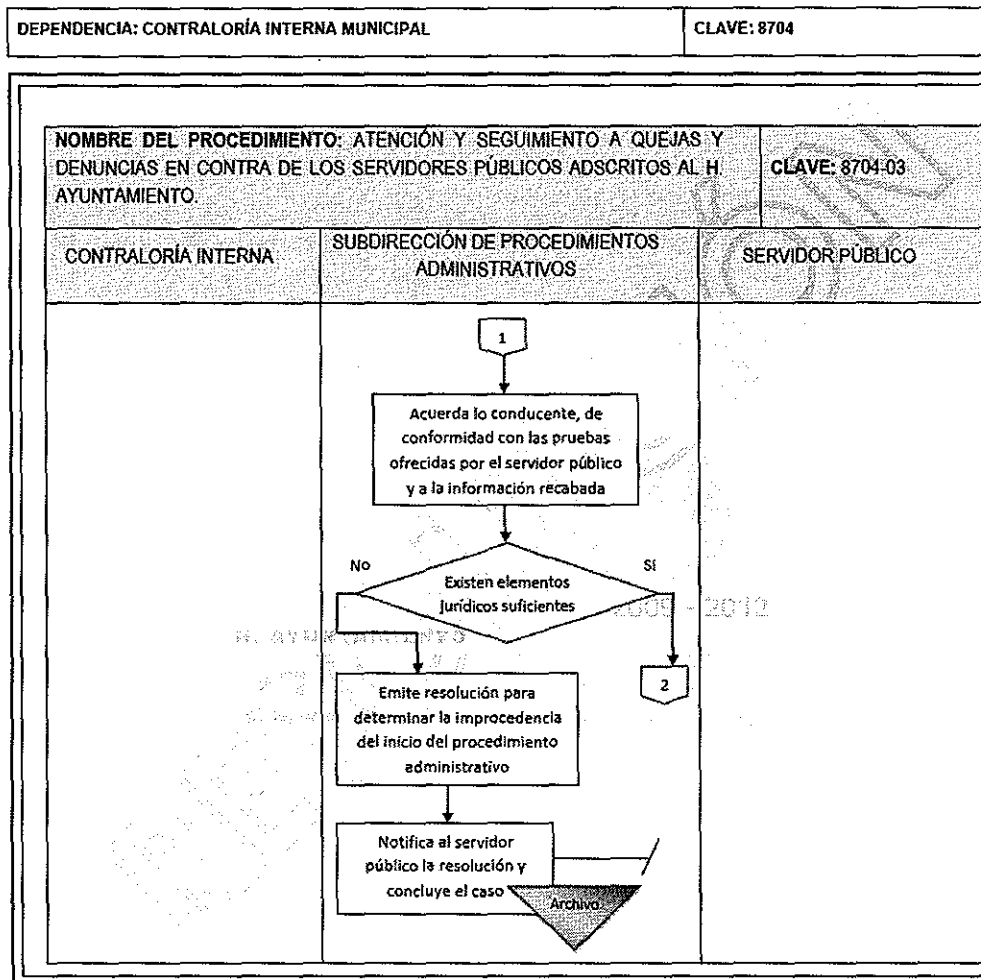 DEPENDENCIA: CONTRALORÍA INTERNA MUNICIPAL
CLAVE: 8704
NOMBRE DEL PROCEDIMIENTO: ATENCIÓN Y SEGUIMIENTO A QUEJAS Y
DENUNCIAS EN CONTRA DE LOS SERVIDORES PÚBLICOS ADSCRITOS AL H.
AYUNTAMIENTO.
CLAVE: 8704-03
CONTRALORÍA INTERNA
SUBDIRECCIÓN DE PROCEDIMIENTOS
ADMINISTRATIVOS
SERVIDOR PÚBLICO
1
Acuerda lo conducente, de
conformidad con las pruebas
ofrecidas por el servidor público
y a la información recabada
No
Sí
Existen elementos
jurídicos suficientes
2009 - 2012
H. AYUNTAMIENTO
2
Emite resolución para
determinar la improcedencia
del inicio del procedimiento
administrativo
Notifica al servidor
público la resolución y
concluye el caso
Archivo